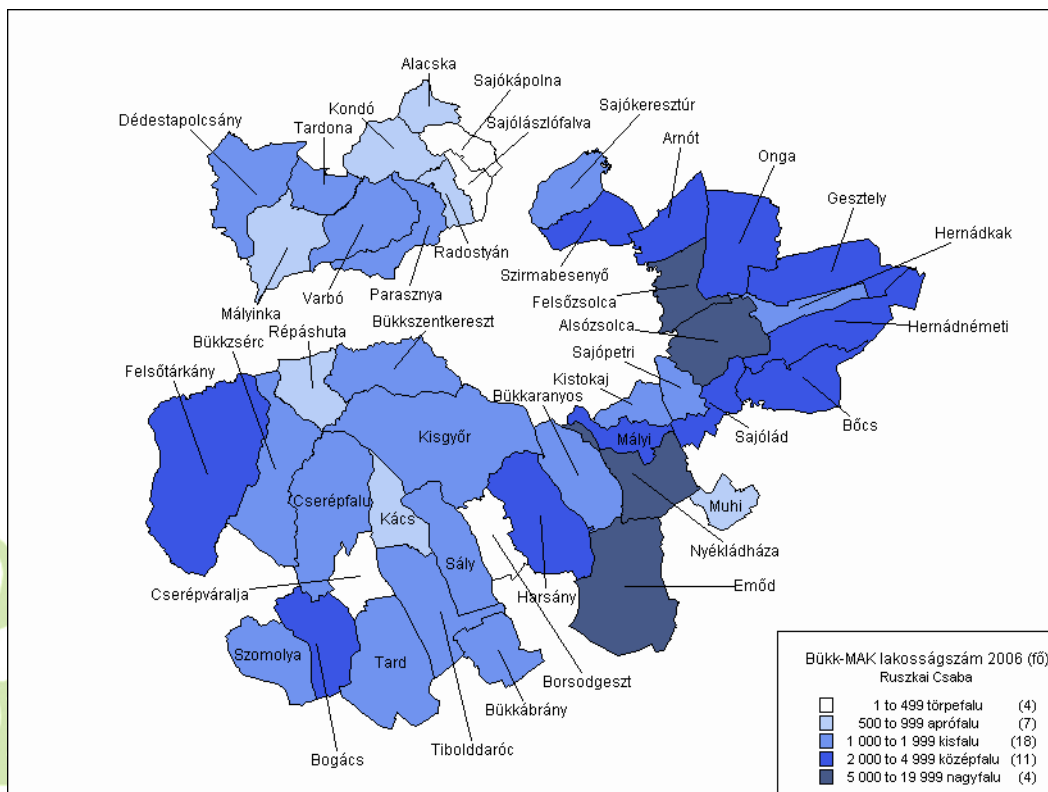 Alacska
Sajókápolna
Kondó
Sajókeresztúr
Dédestapolcsány
Sajólászlófalva
Tardona
Arnót
Onga
Gesztely
Hernádkak
Radostyán
Szirmabesenyő
Varbó
Parasznya
Felsőzsolca
Mályinka
Répáshuta
Bükkszentkereszt
Alsózsolca
Hernádnémeti
Bükkzsérc
Sajópetri
Felsőtárkány
Kistokaj
Bükkaranyos
Bőcs
Kisgyőr
Mályi
Sajólád
Cserépfalu
Muhi
Kács
Nyékládháza
Sály
Cserépváralja
Harsány
Emőd
Szomolya
Tard
Borsodgeszt
Bükkábrány
Tibolddaróc
Bogács
Bükk-MAK lakosságszám 2006 (fő)
Ruszkai Csaba
1 to 499 törpefalu (4)
500 to 999 aprófalu (7)
1 000 to 1 999 kisfalu (18)
2 000 to 4 999 középfalu (11)
5 000 to 19 999 nagyfalu (4)